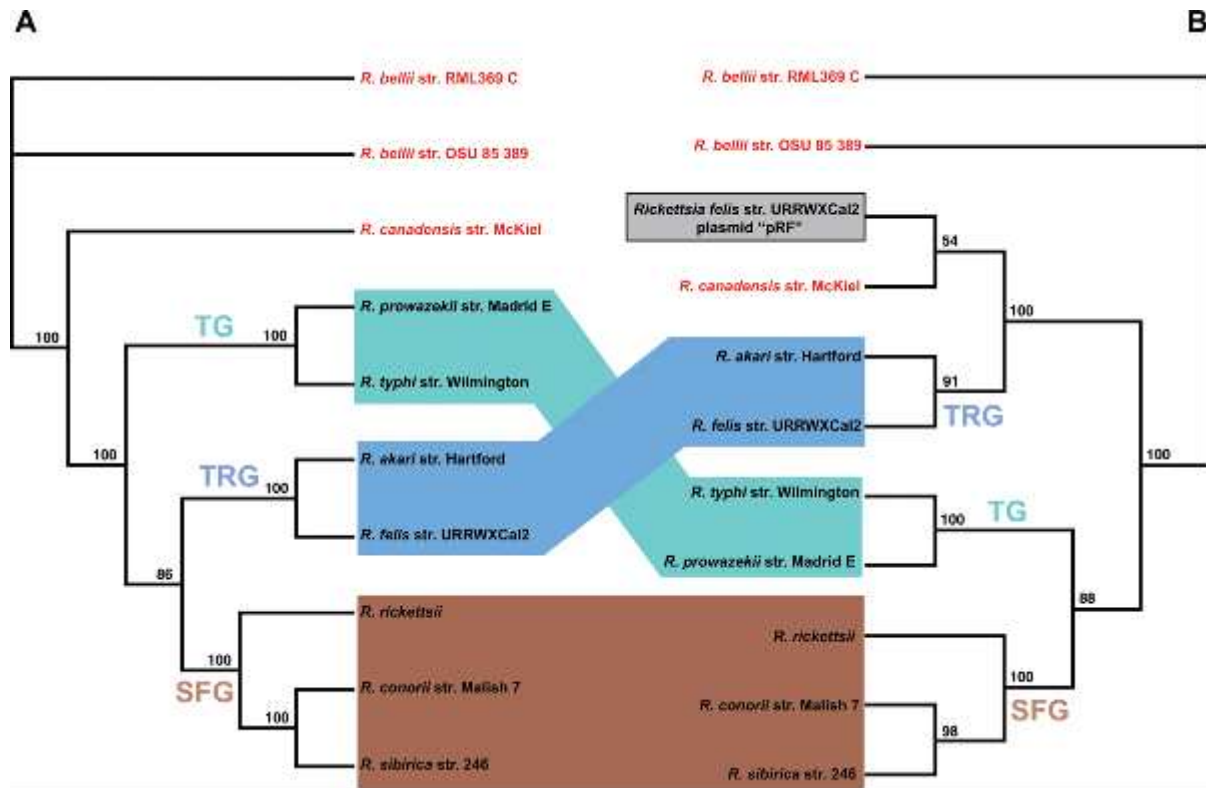 A
B
R. bellii str. RML369 C
R. bellii str. OSU 85 389
R. canadensis str. McKiel
R. prowazekii str. Madrid E
R. typhi str. Wilmington
R. akari str. Hartford
R. felis str. URRWXCal2
R. rickettsii
R. conorii str. Malish 7
R. sibirica str. 246
100
100
TG
100
TRG
100
86
100
SFG
100
R. bellii str. RML369 C
R. bellii str. OSU 85 389
Rickettsia felis str. URRWXCal2
plasmid "pRF"
R. canadensis str. McKiel
R. akari str. Hartford
R. felis str. URRWXCal2
R. typhi str. Wilmington
R. prowazekii str. Madrid E
R. rickettsii
R. conorii str. Malish 7
R. sibirica str. 246
54
100
91
TRG
100
100
TG
88
100
SFG
98